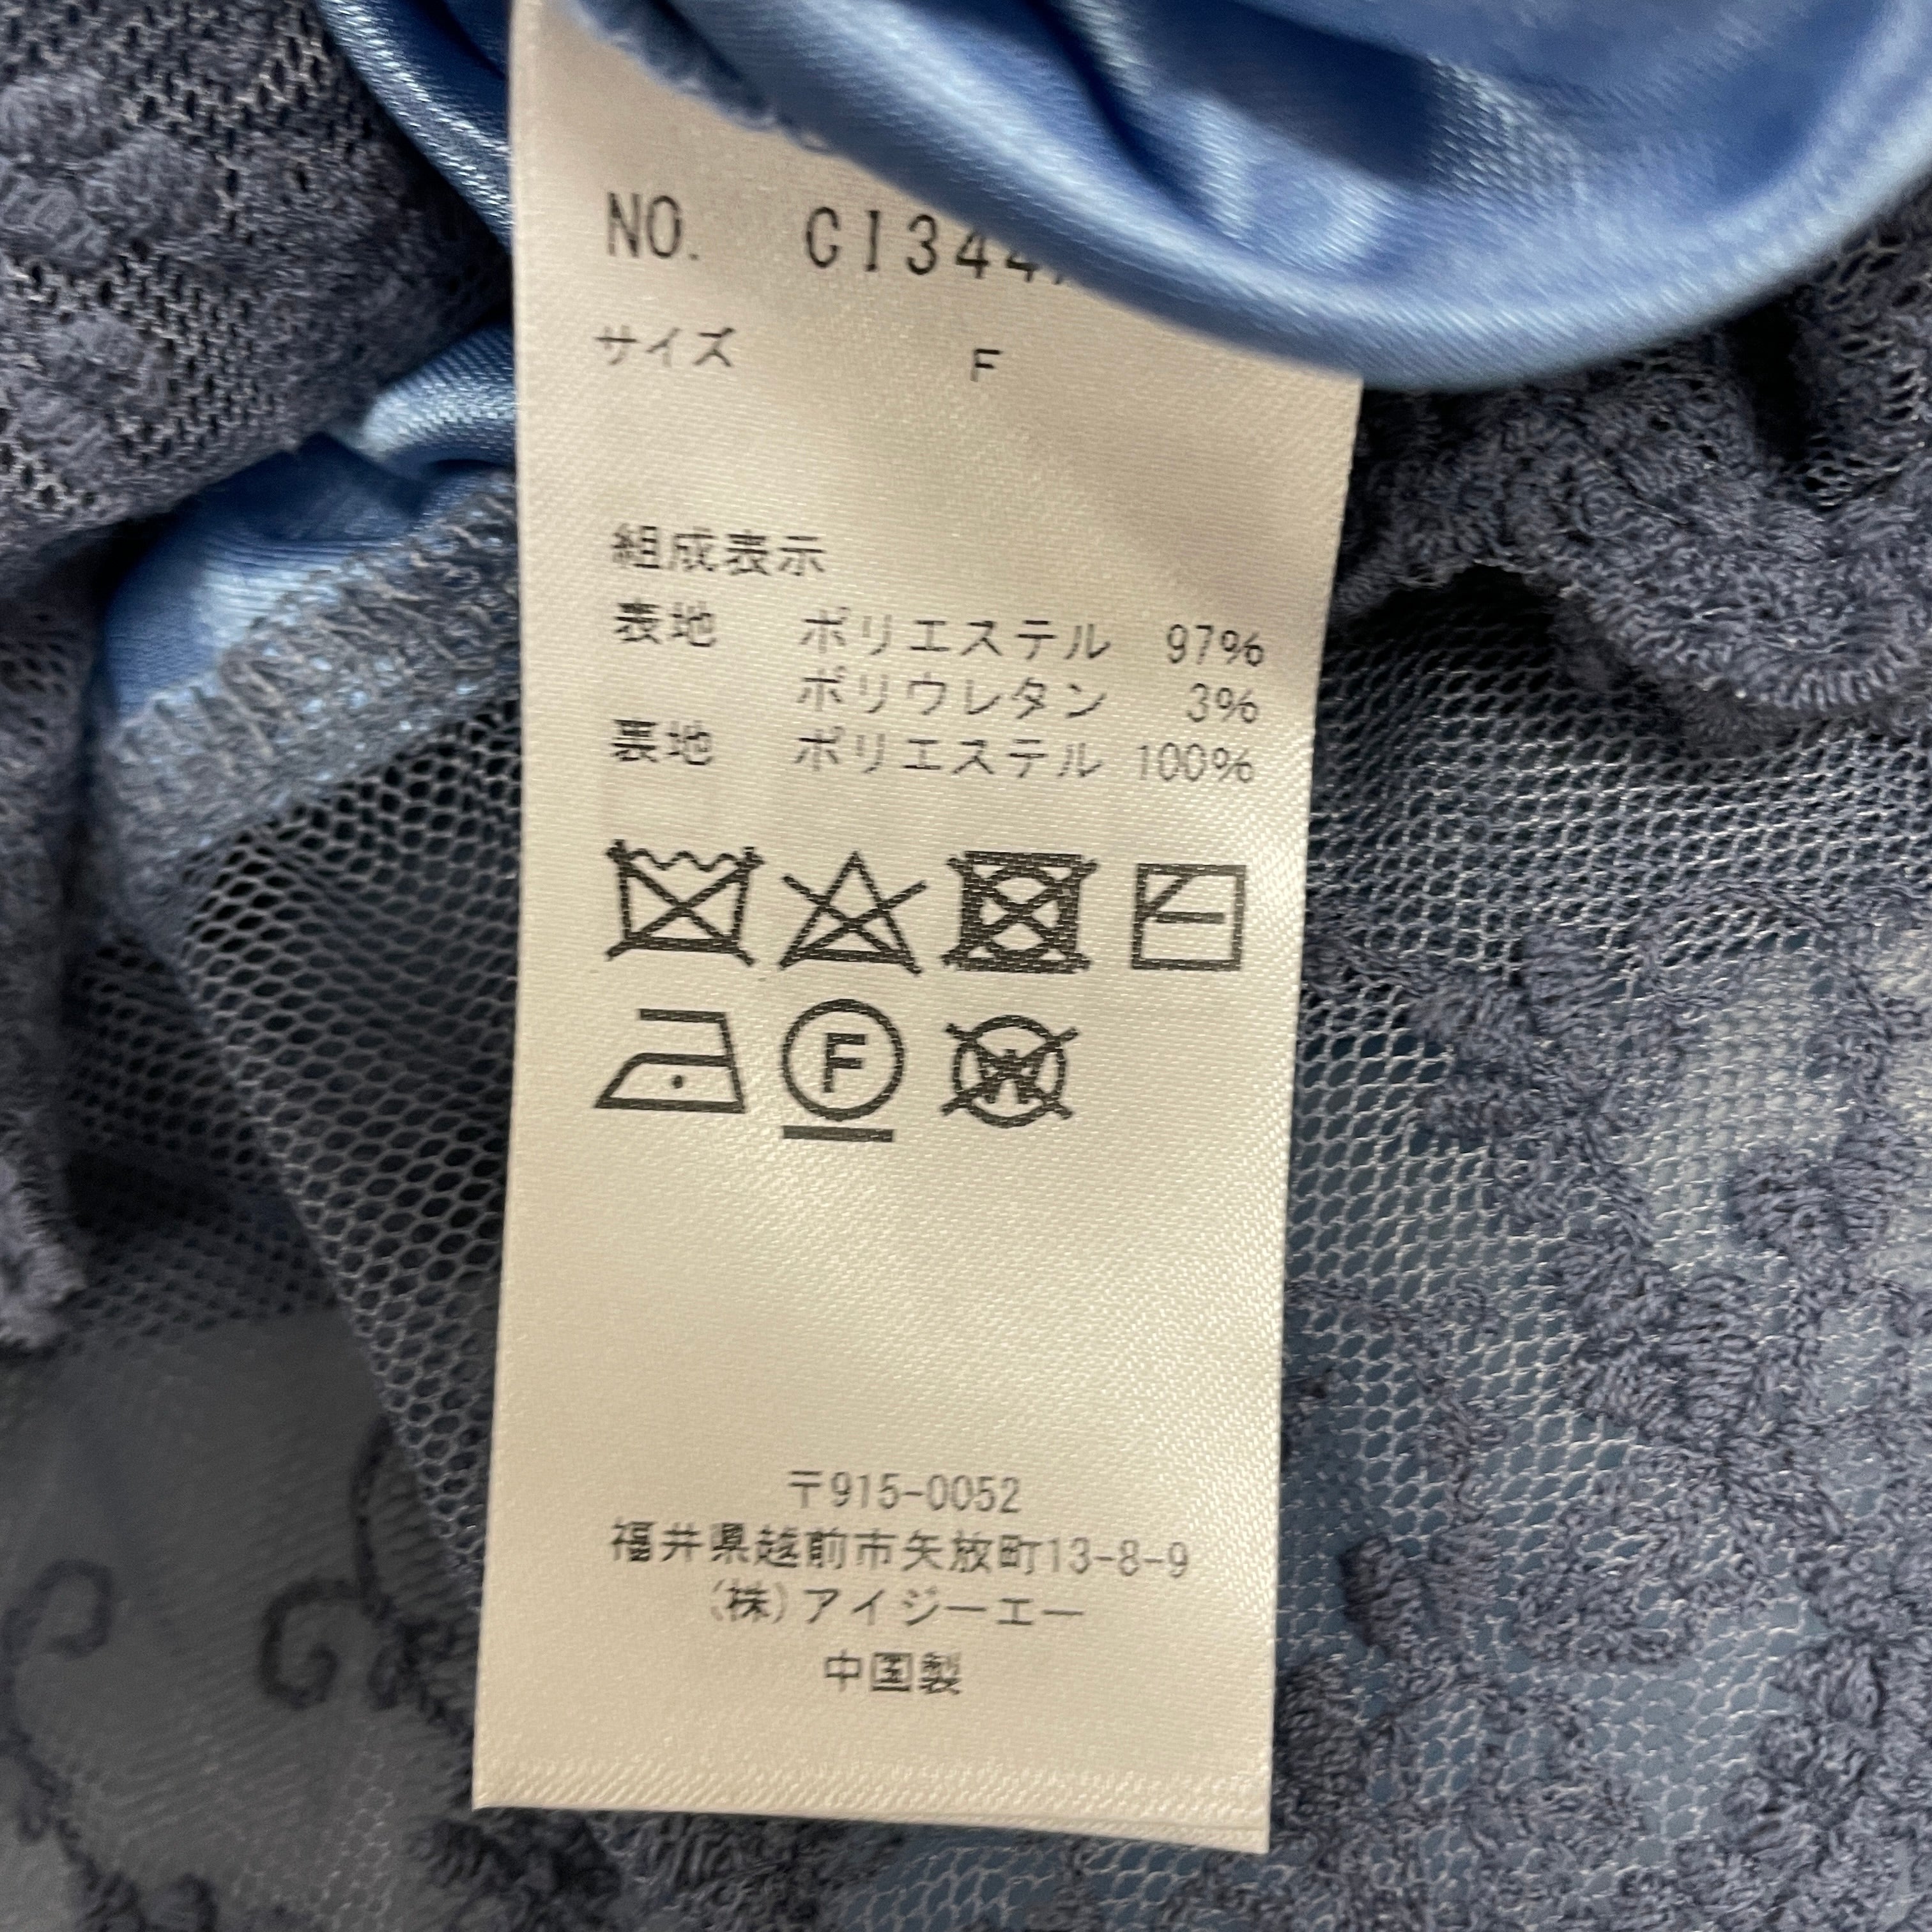 NO. CI344
サイズ F
組成表示
表地 ポリエステル 97%
ポリウレタン 3%
裏地 ポリエステル 100%
F
W
〒915-0052
福井県越前市矢放町13-8-9
(株)アイジーエー
中国製